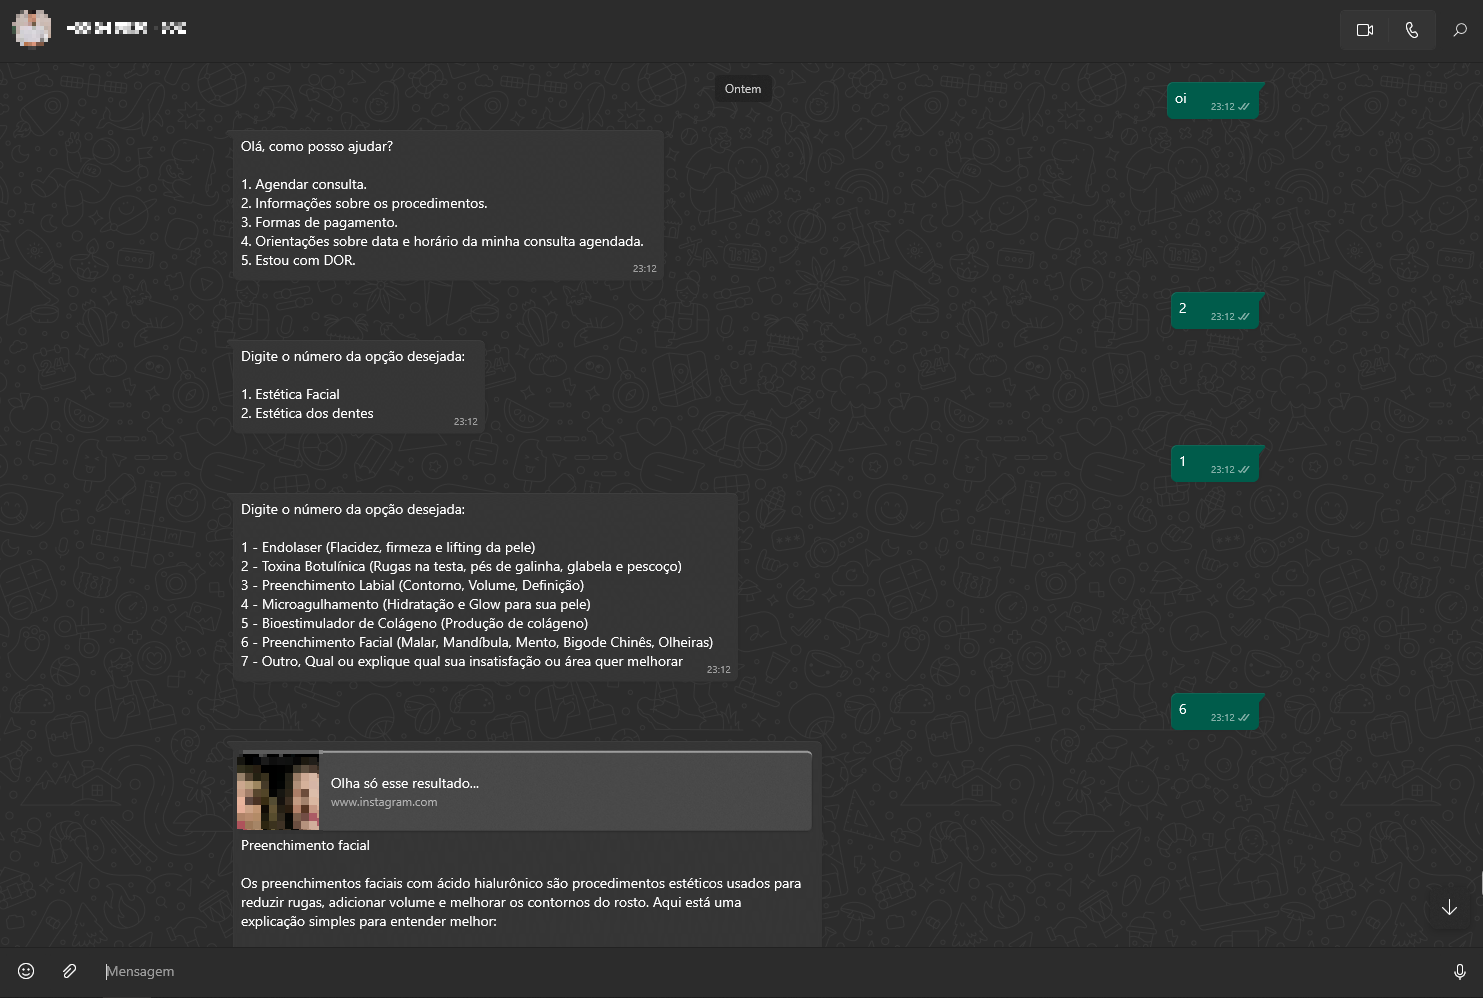 Ontem
oi
23:12
Olá, como posso ajudar?
1. Agendar consulta.
2. Informações sobre os procedimentos.
3. Formas de pagamento.
4. Orientações sobre data e horário da minha consulta agendada.
5. Estou com DOR.
23:12
2
23:12
Digite o número da opção desejada:
1. Estética Facial
2. Estética dos dentes
23:12
1
23:12
Digite o número da opção desejada:
1 - Endolaser (Flacidez, firmeza e lifting da pele)
2 - Toxina Botulínica (Rugas na testa, pés de galinha, glabela e pescoço)
3 - Preenchimento Labial (Contorno, Volume, Definição)
4 - Microagulhamento (Hidratação e Glow para sua pele)
5 - Bioestimulador de Colágeno (Produção de colágeno)
6 - Preenchimento Facial (Malar, Mandíbula, Mento, Bigode Chinês, Olheiras)
7 - Outro, Qual ou explique qual sua insatisfação ou área quer melhorar
23:12
6
23:12
Olha só esse resultado...
www.instagram.com
Preenchimento facial
Os preenchimentos faciais com ácido hialurônico são procedimentos estéticos usados para
reduzir rugas, adicionar volume e melhorar os contornos do rosto. Aqui está uma
explicação simples para entender melhor:
Mensagem